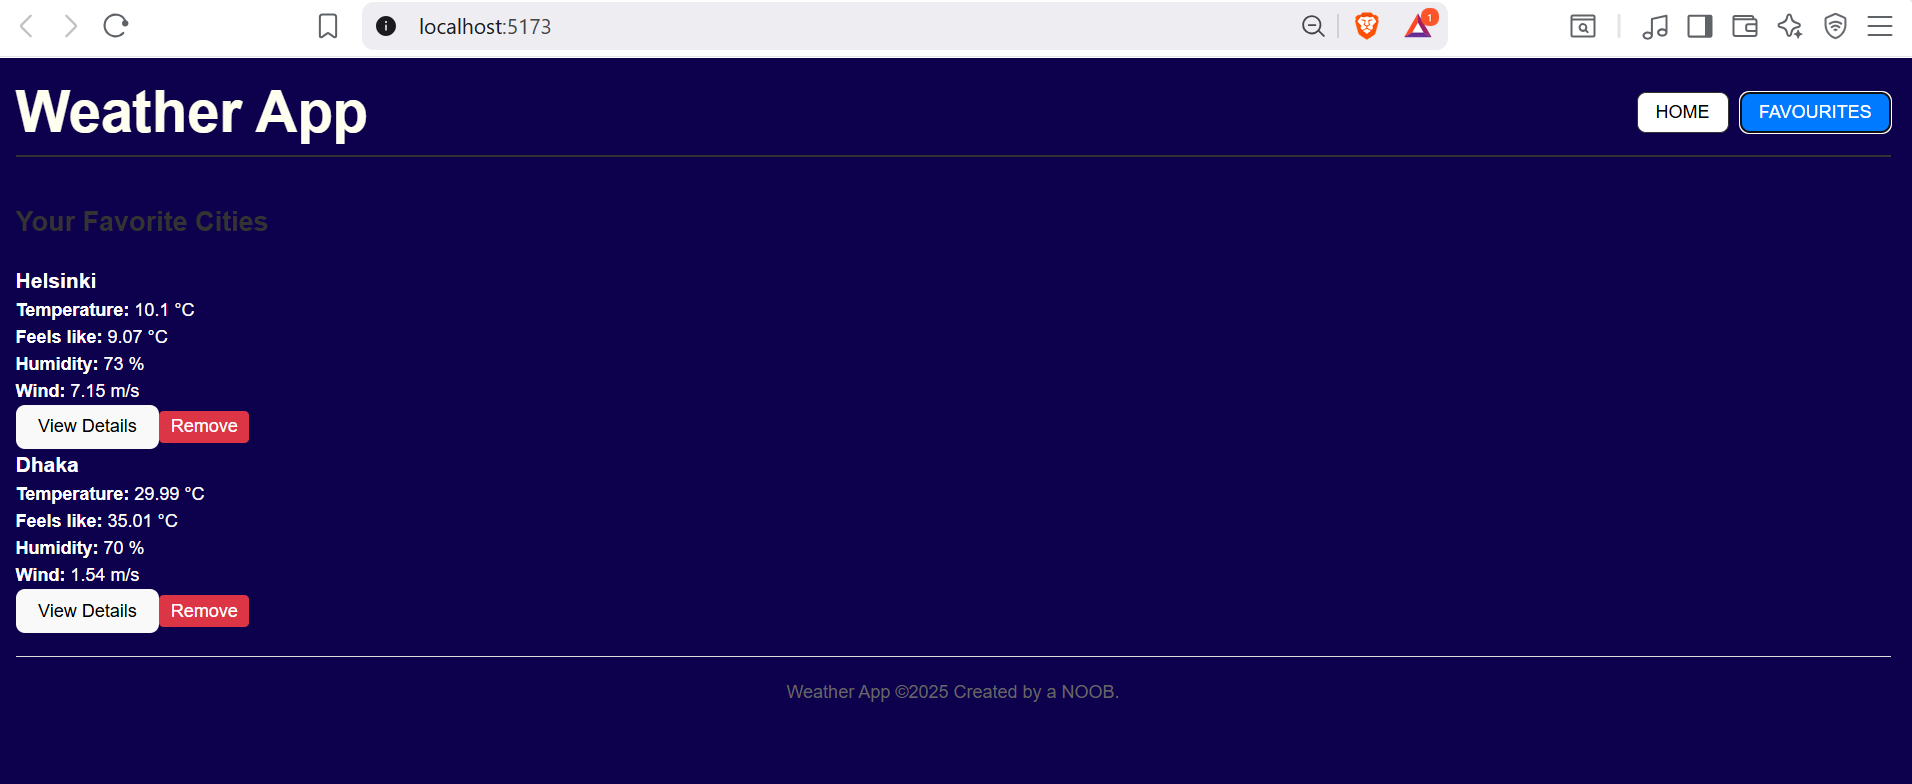 localhost:5173
1
Weather App
HOME
FAVOURITES
Your Favorite Cities
Helsinki
Temperature: 10.1 °C
Feels like: 9.07 °C
Humidity: 73 %
Wind: 7.15 m/s
View Details
Remove
Dhaka
Temperature: 29.99 °C
Feels like: 35.01 °C
Humidity: 70 %
Wind: 1.54 m/s
View Details
Remove
Weather App ©2025 Created by a NOOB.